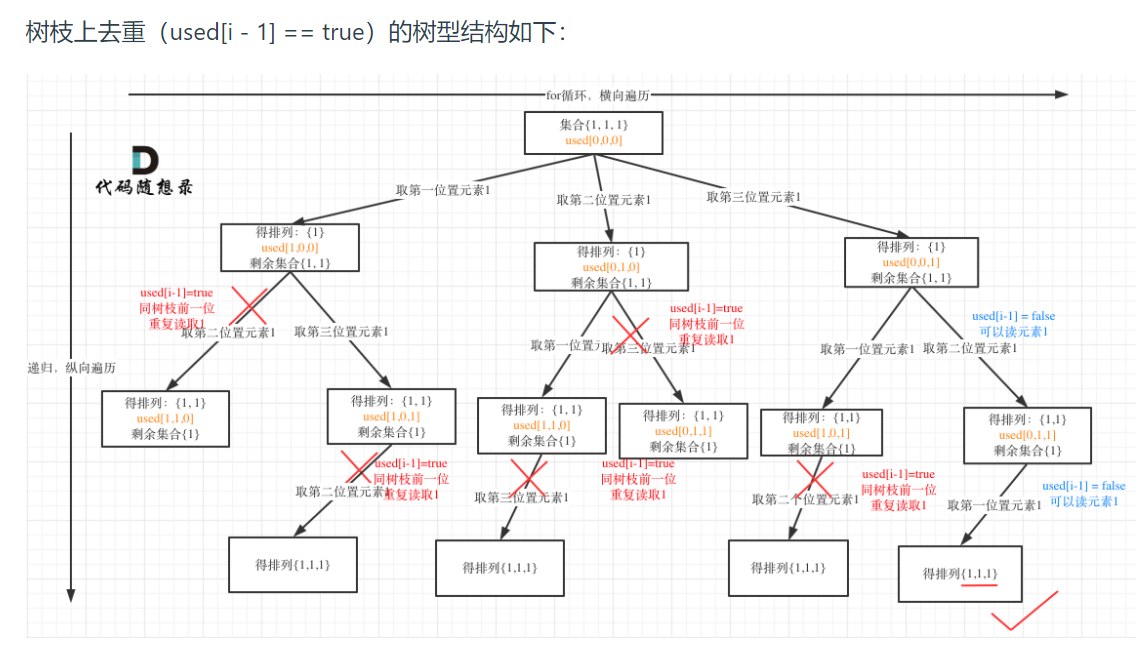 树枝上去重（used[i - 1] == true）的树型结构如下：
for循环，横向遍历
集合{1, 1, 1}
used[0,0,0]
代码随想录
取第一位置元素1
取第二位置元素1
取第三位置元素1
得排列：{1}
used[1,0,0]
剩余集合{1, 1}
得排列：{1}
used[0,1,0]
剩余集合{1, 1}
得排列：{1}
used[0,0,1]
剩余集合{1, 1}
used[i-1]=true
同树枝前一位
重复读取1
取第二位置元素1
取第三位置元素1
used[i-1]=true
同树枝前一位
重复读取1
取第一位置
取第三位置元素1
used[i-1] = false
可以读元素1
取第一位置元素1
取第二位置元素1
递归，纵向遍历
得排列：{1, 1}
used[1,1,0]
剩余集合{1}
得排列：{1, 1}
used[1,0,1]
剩余集合{1}
得排列：{1, 1}
used[1,1,0]
剩余集合{1}
得排列：{1, 1}
used[0,1,1]
剩余集合{1}
得排列：{1,1}
used[1,0,1]
剩余集合{1}
得排列：{1,1}
used[0,1,1]
剩余集合{1}
used[i-1]=true
同树枝前一位
重复读取1
取第二位置元素1
used[i-1]=true
同树枝前一位
重复读取1
取第三位置元素1
used[i-1]=true
同树枝前一位
重复读取1
取第二个位置元素1
used[i-1] = false
可以读元素1
取第一位置元素1
得排列{1,1,1}
得排列{1,1,1}
得排列{1,1,1}
得排列{1,1,1}